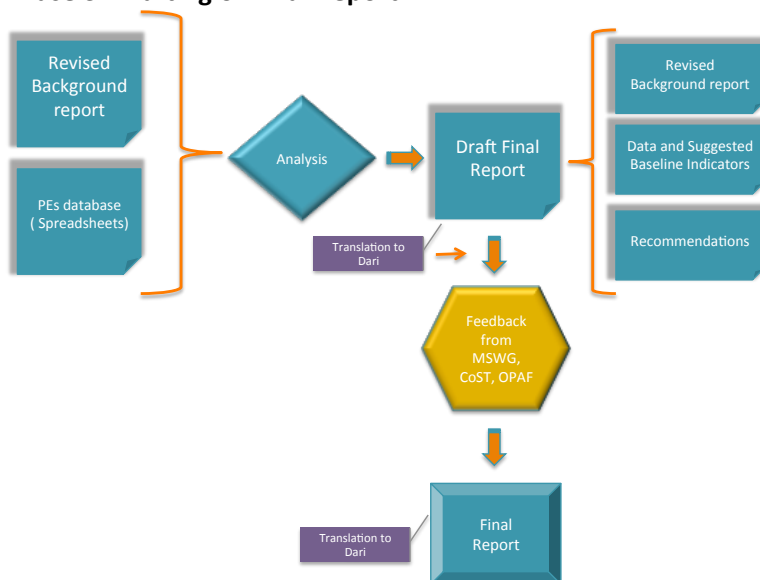 Revised
Background
report
PEs database
( Spreadsheets)
Analysis
Draft Final
Report
Revised
Background report
Data and Suggested
Baseline Indicators
Recommendations
Translation to
Dari
Feedback
from
MSWG,
CoST, OPAF
Translation to
Dari
Final
Report